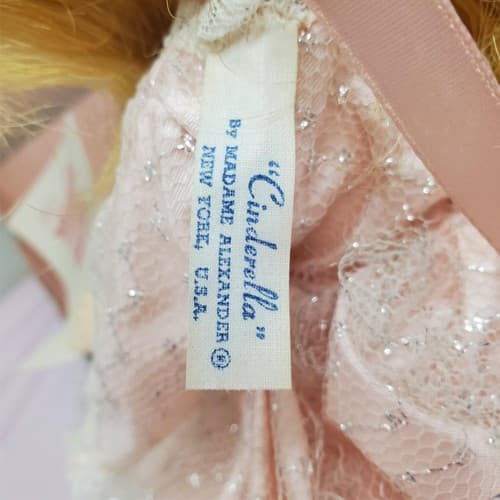 "Cinderella"
By MADAME ALEXANDER ®
NEW YORK, U.S.A.